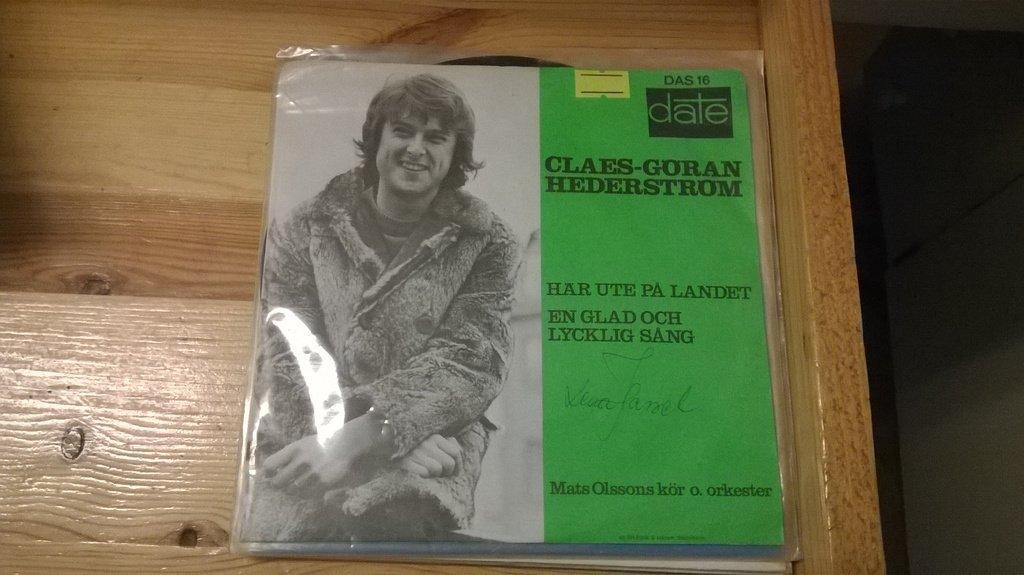 DAS 16
date
CLAES-GÖRAN
HEDERSTRÖM
HÄR UTE PÅ LANDET
EN GLAD OCH
LYCKLIG SÅNG
Mats Olssons kör o. orkester